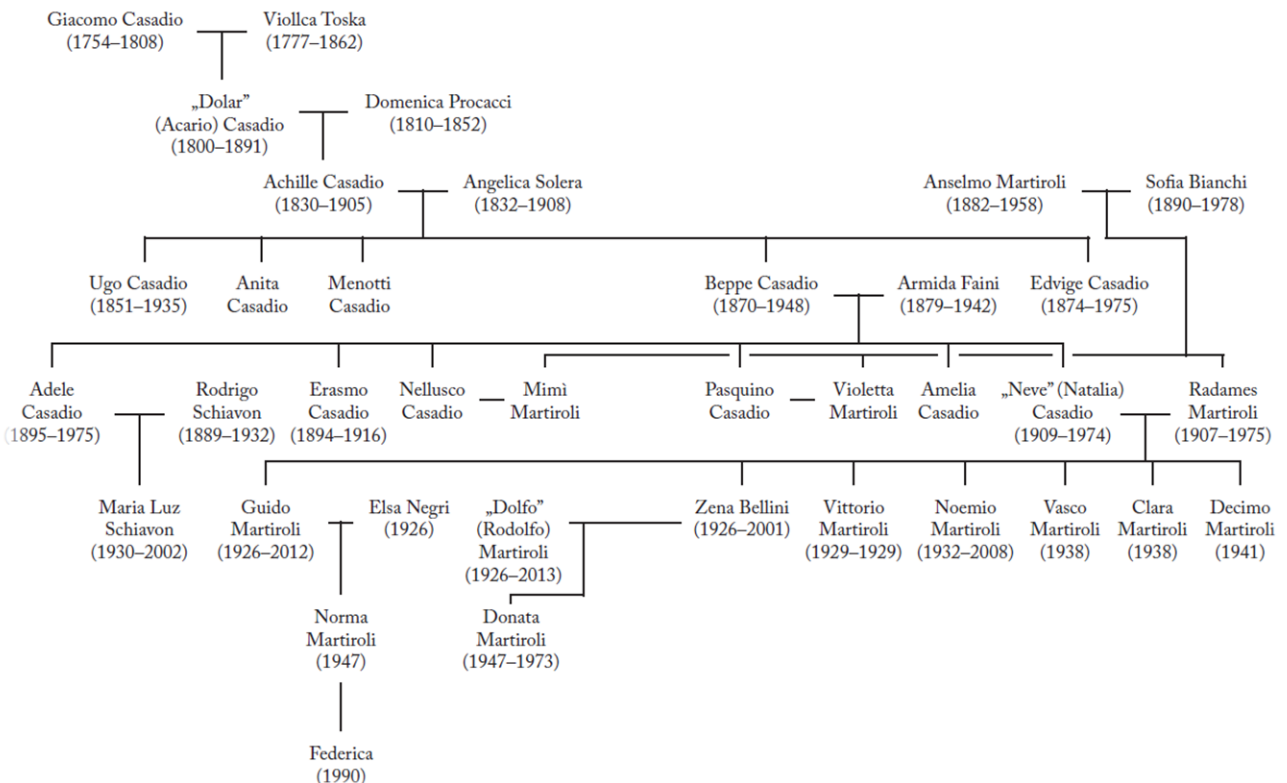 Giacomo Casadio
(1754–1808)
Viollca Toska
(1777–1862)
„Dolar”
(Acario) Casadio
(1800–1891)
Domenica Procacci
(1810–1852)
Achille Casadio
(1830–1905)
Angelica Solera
(1832–1908)
Anselmo Martiroli
(1882–1958)
Sofia Bianchi
(1890–1978)
Ugo Casadio
(1851–1935)
Anita
Casadio
Menotti
Casadio
Beppe Casadio
(1870–1948)
Armida Faini
(1879–1942)
Edvige Casadio
(1874–1975)
Adele
Casadio
(1895–1975)
Rodrigo
Schiavon
(1889–1932)
Erasmo
Casadio
(1894–1916)
Nellusco
Casadio
Mimì
Martiroli
Pasquino
Casadio
Violetta
Martiroli
Amelia
Casadio
„Neve” (Natalia)
Casadio
(1909–1974)
Radames
Martiroli
(1907–1975)
Maria Luz
Schiavon
(1930–2002)
Guido
Martiroli
(1926–2012)
Elsa Negri
(1926)
„Dolfo”
(Rodolfo)
Martiroli
(1926–2013)
Zena Bellini
(1926–2001)
Vittorio
Martiroli
(1929–1929)
Noemio
Martiroli
(1932–2008)
Vasco
Martiroli
(1938)
Clara
Martiroli
(1938)
Decimo
Martiroli
(1941)
Norma
Martiroli
(1947)
Donata
Martiroli
(1947–1973)
Federica
(1990)